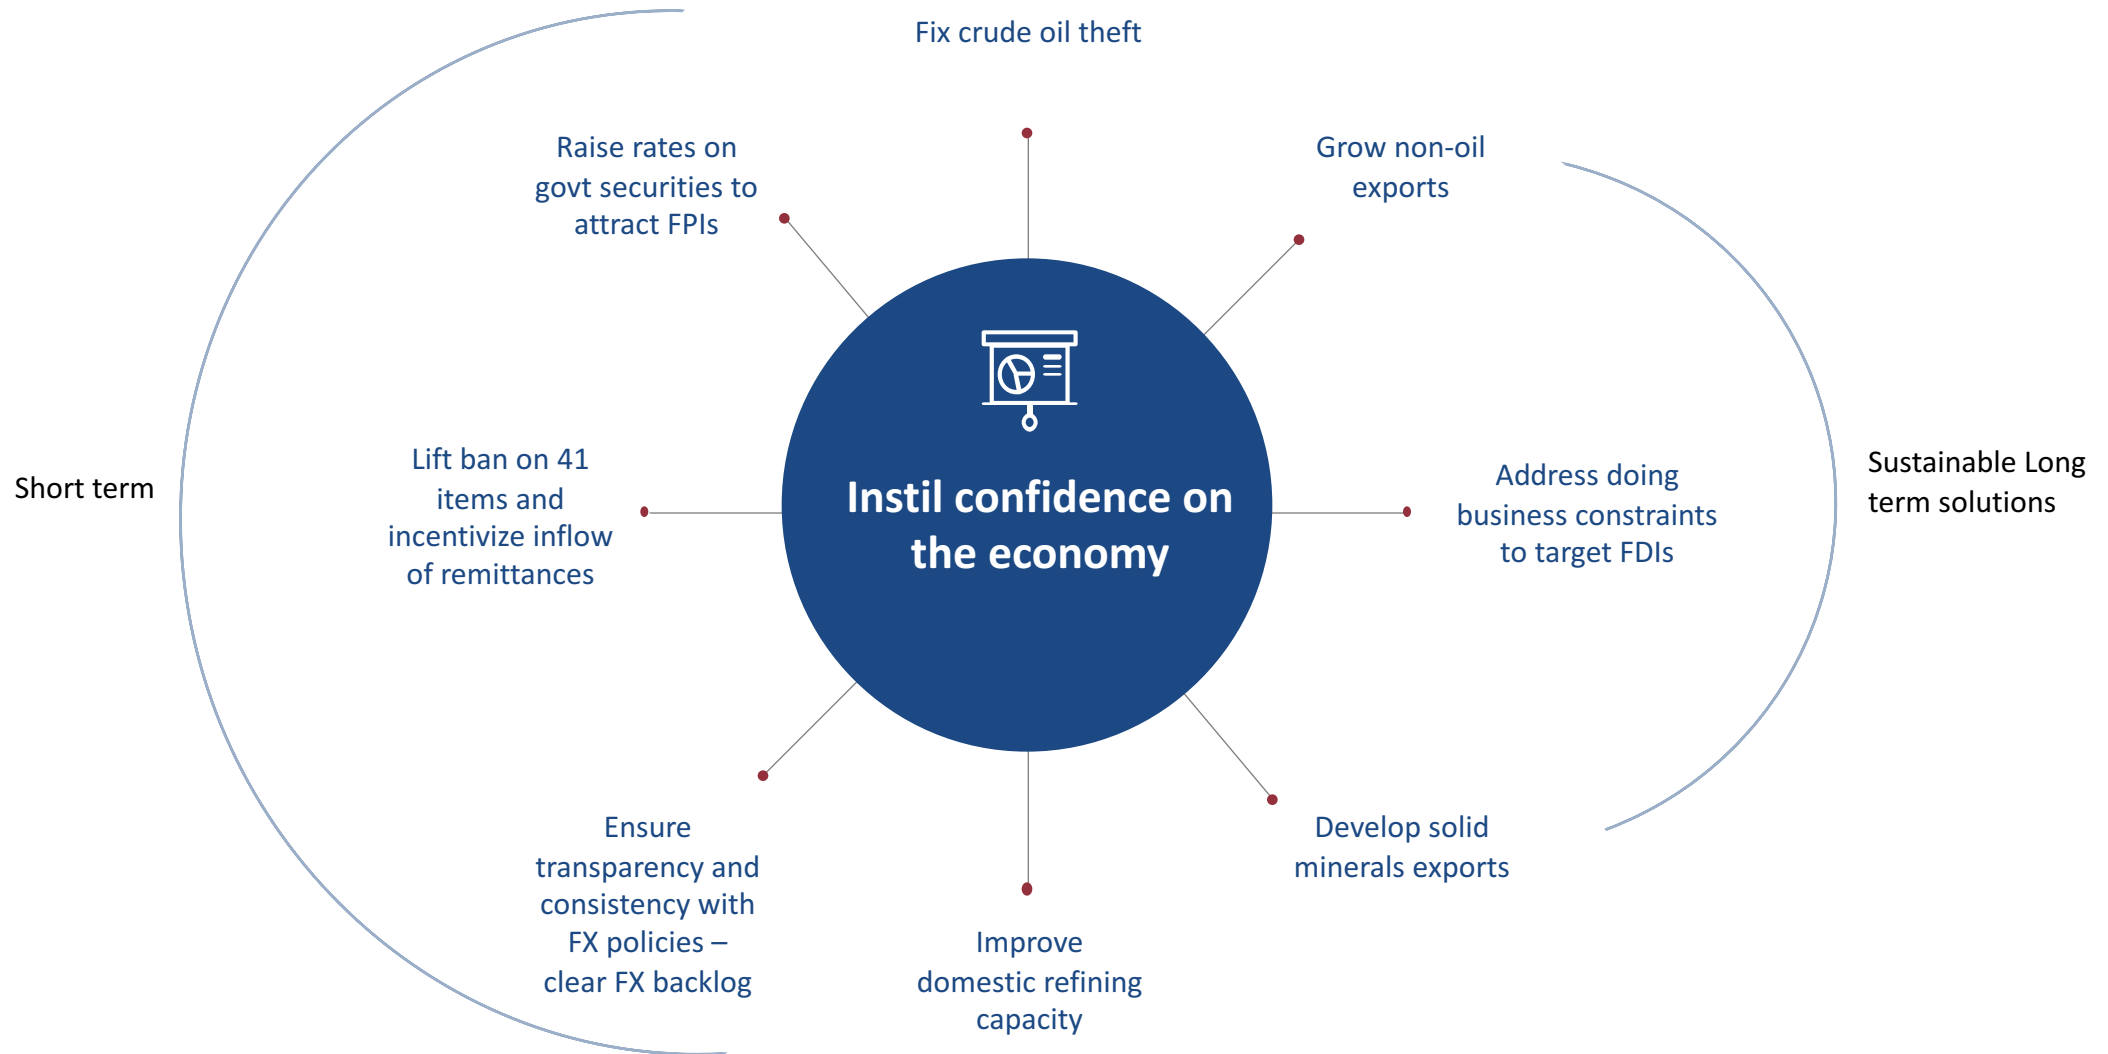 Fix crude oil theft
Raise rates on
govt securities to
attract FPIs
Grow non-oil
exports
Short term
Lift ban on 41
items and
incentivize inflow
of remittances
Instil confidence on
the economy
Address doing
business constraints
to target FDIs
Sustainable Long
term solutions
Ensure
transparency and
consistency with
FX policies –
clear FX backlog
Improve
domestic refining
capacity
Develop solid
minerals exports